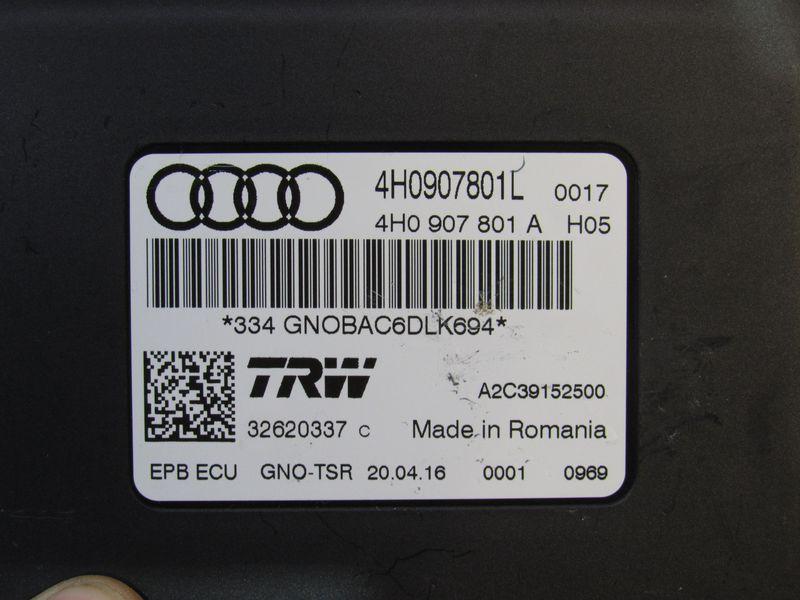 4H0907801L 0017
4H0 907 801 A H05
*334 GNOBAC6DLK694*
TRW
A2C39152500
32620337 C Made in Romania
EPB ECU GNO-TSR 20.04.16 0001 0969